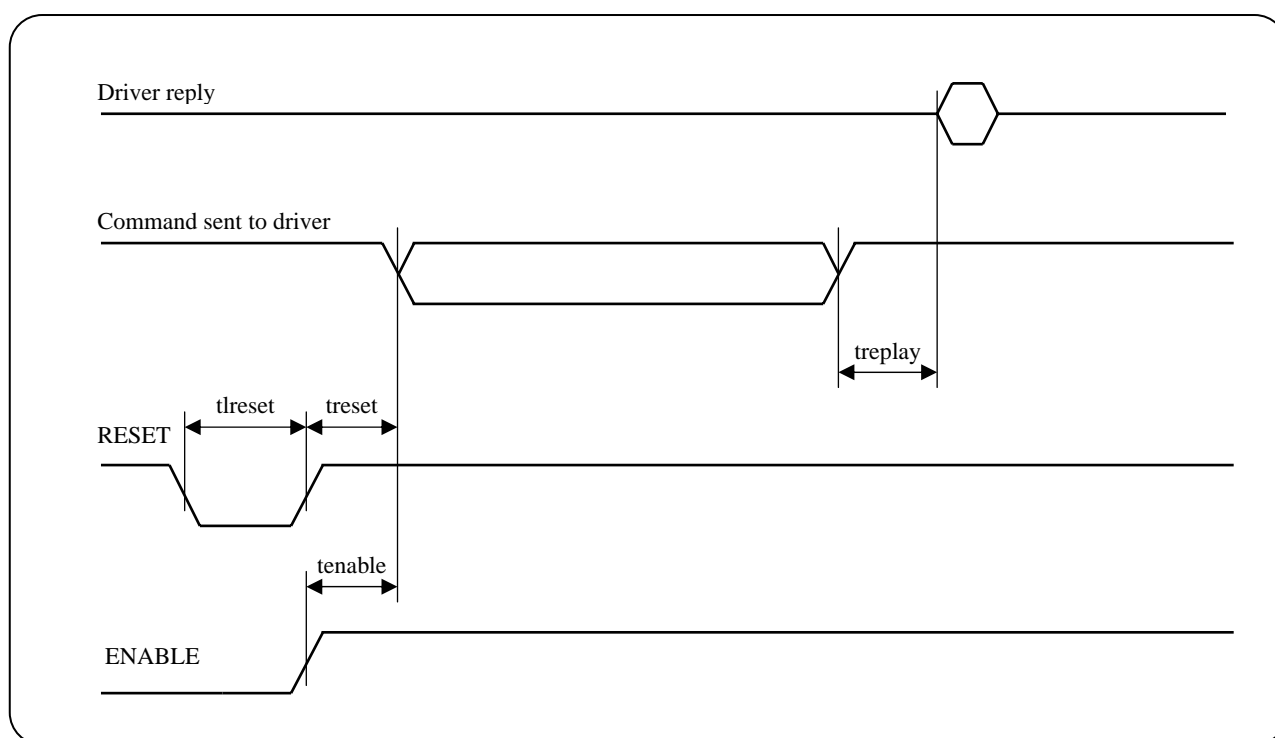 Driver reply
Command sent to driver
treplay
tlreset treset
RESET
tenable
ENABLE